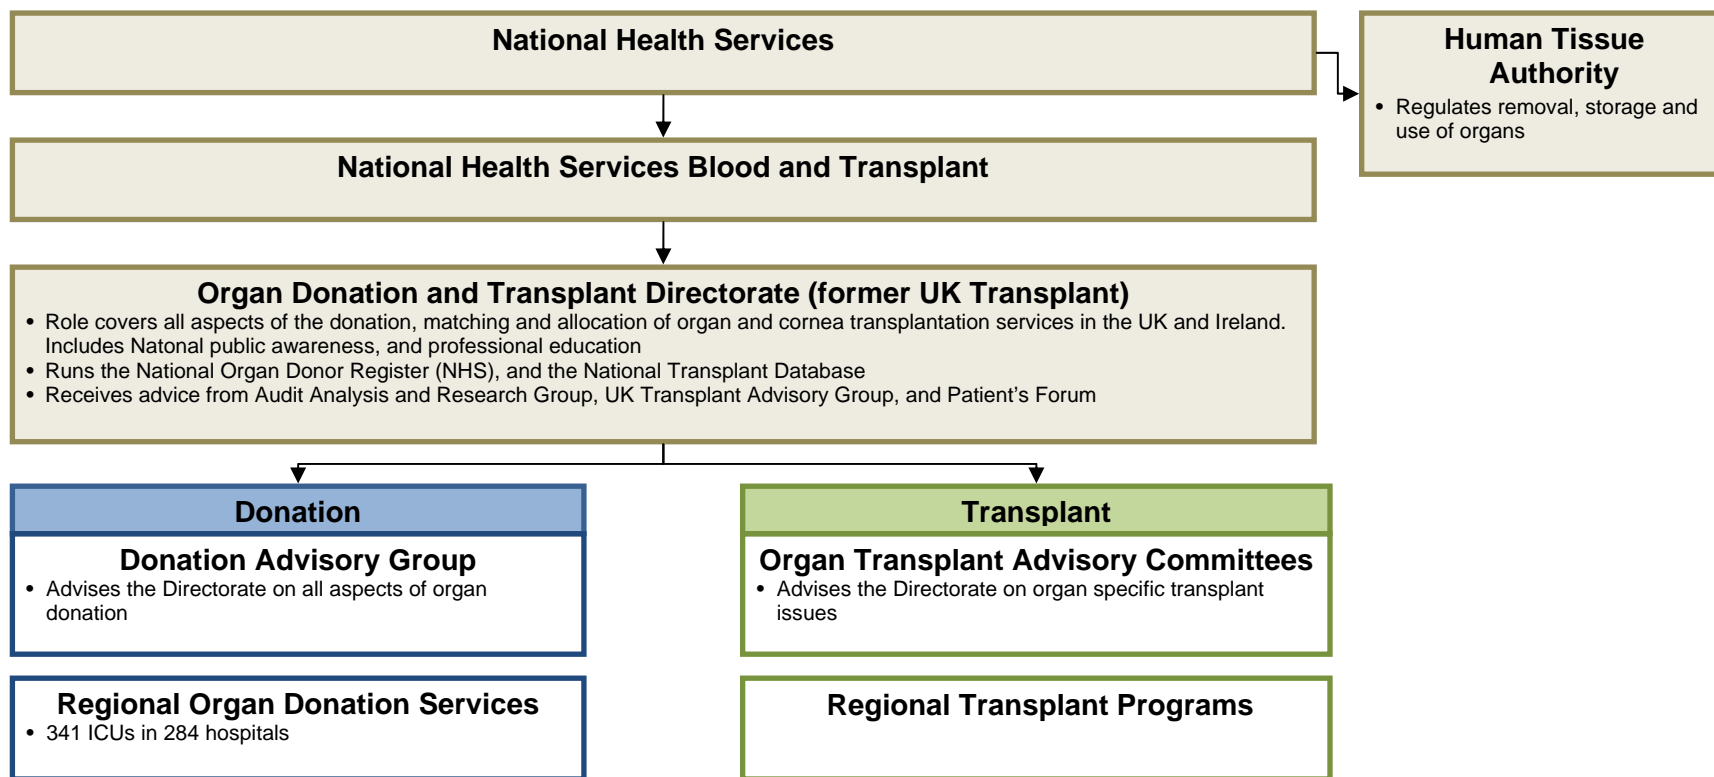 National Health Services
Human Tissue
Authority
• Regulates removal, storage and
use of organs
National Health Services Blood and Transplant
Organ Donation and Transplant Directorate (former UK Transplant)
• Role covers all aspects of the donation, matching and allocation of organ and cornea transplantation services in the UK and Ireland.
Includes Natonal public awareness, and professional education
• Runs the National Organ Donor Register (NHS), and the National Transplant Database
• Receives advice from Audit Analysis and Research Group, UK Transplant Advisory Group, and Patient’s Forum
Donation
Donation Advisory Group
• Advises the Directorate on all aspects of organ
donation
Regional Organ Donation Services
• 341 ICUs in 284 hospitals
Transplant
Organ Transplant Advisory Committees
• Advises the Directorate on organ specific transplant
issues
Regional Transplant Programs